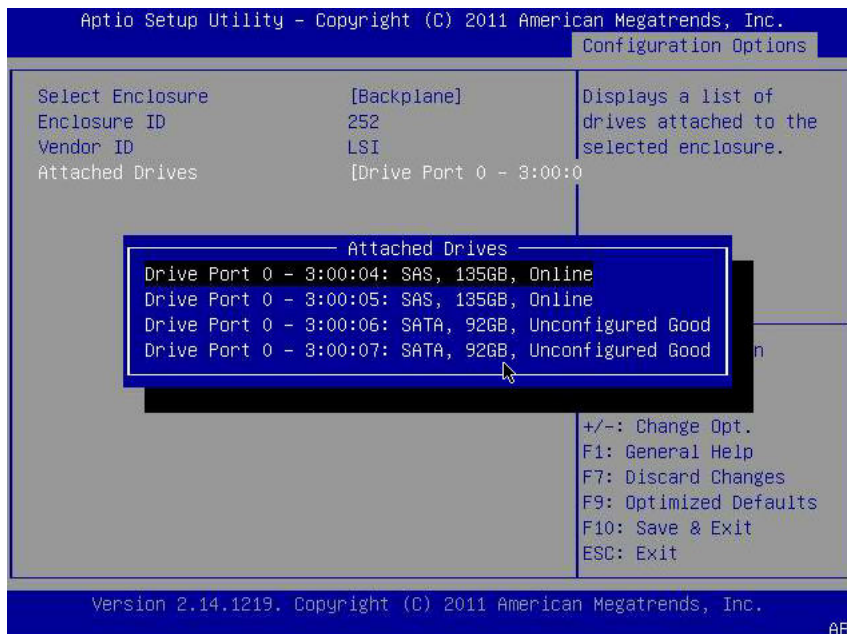 Aptio Setup Utility – Copyright (C) 2011 American Megatrends, Inc.
Configuration Options
Select Enclosure [Backplane]
Enclosure ID 252
Vendor ID LSI
Attached Drives [Drive Port 0 – 3:00:0
Displays a list of
drives attached to the
selected enclosure.
Attached Drives
Drive Port 0 – 3:00:04: SAS, 135GB, Online
Drive Port 0 – 3:00:05: SAS, 135GB, Online
Drive Port 0 – 3:00:06: SATA, 92GB, Unconfigured Good
Drive Port 0 – 3:00:07: SATA, 92GB, Unconfigured Good
n
+/-: Change Opt.
F1: General Help
F7: Discard Changes
F9: Optimized Defaults
F10: Save & Exit
ESC: Exit
Version 2.14.1219. Copyright (C) 2011 American Megatrends, Inc.